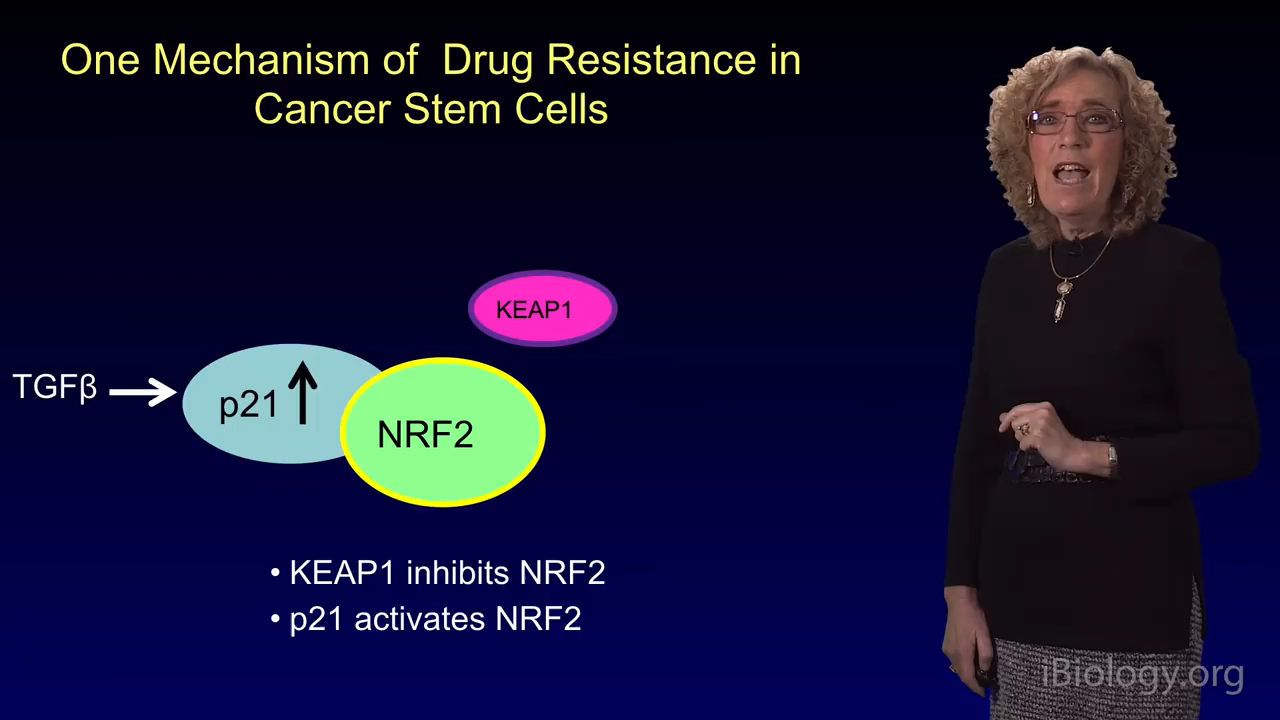 One Mechanism of  Drug Resistance in
Cancer Stem Cells
KEAP1
TGFβ
p21
NRF2
• KEAP1 inhibits NRF2
• p21 activates NRF2
iBiology.org